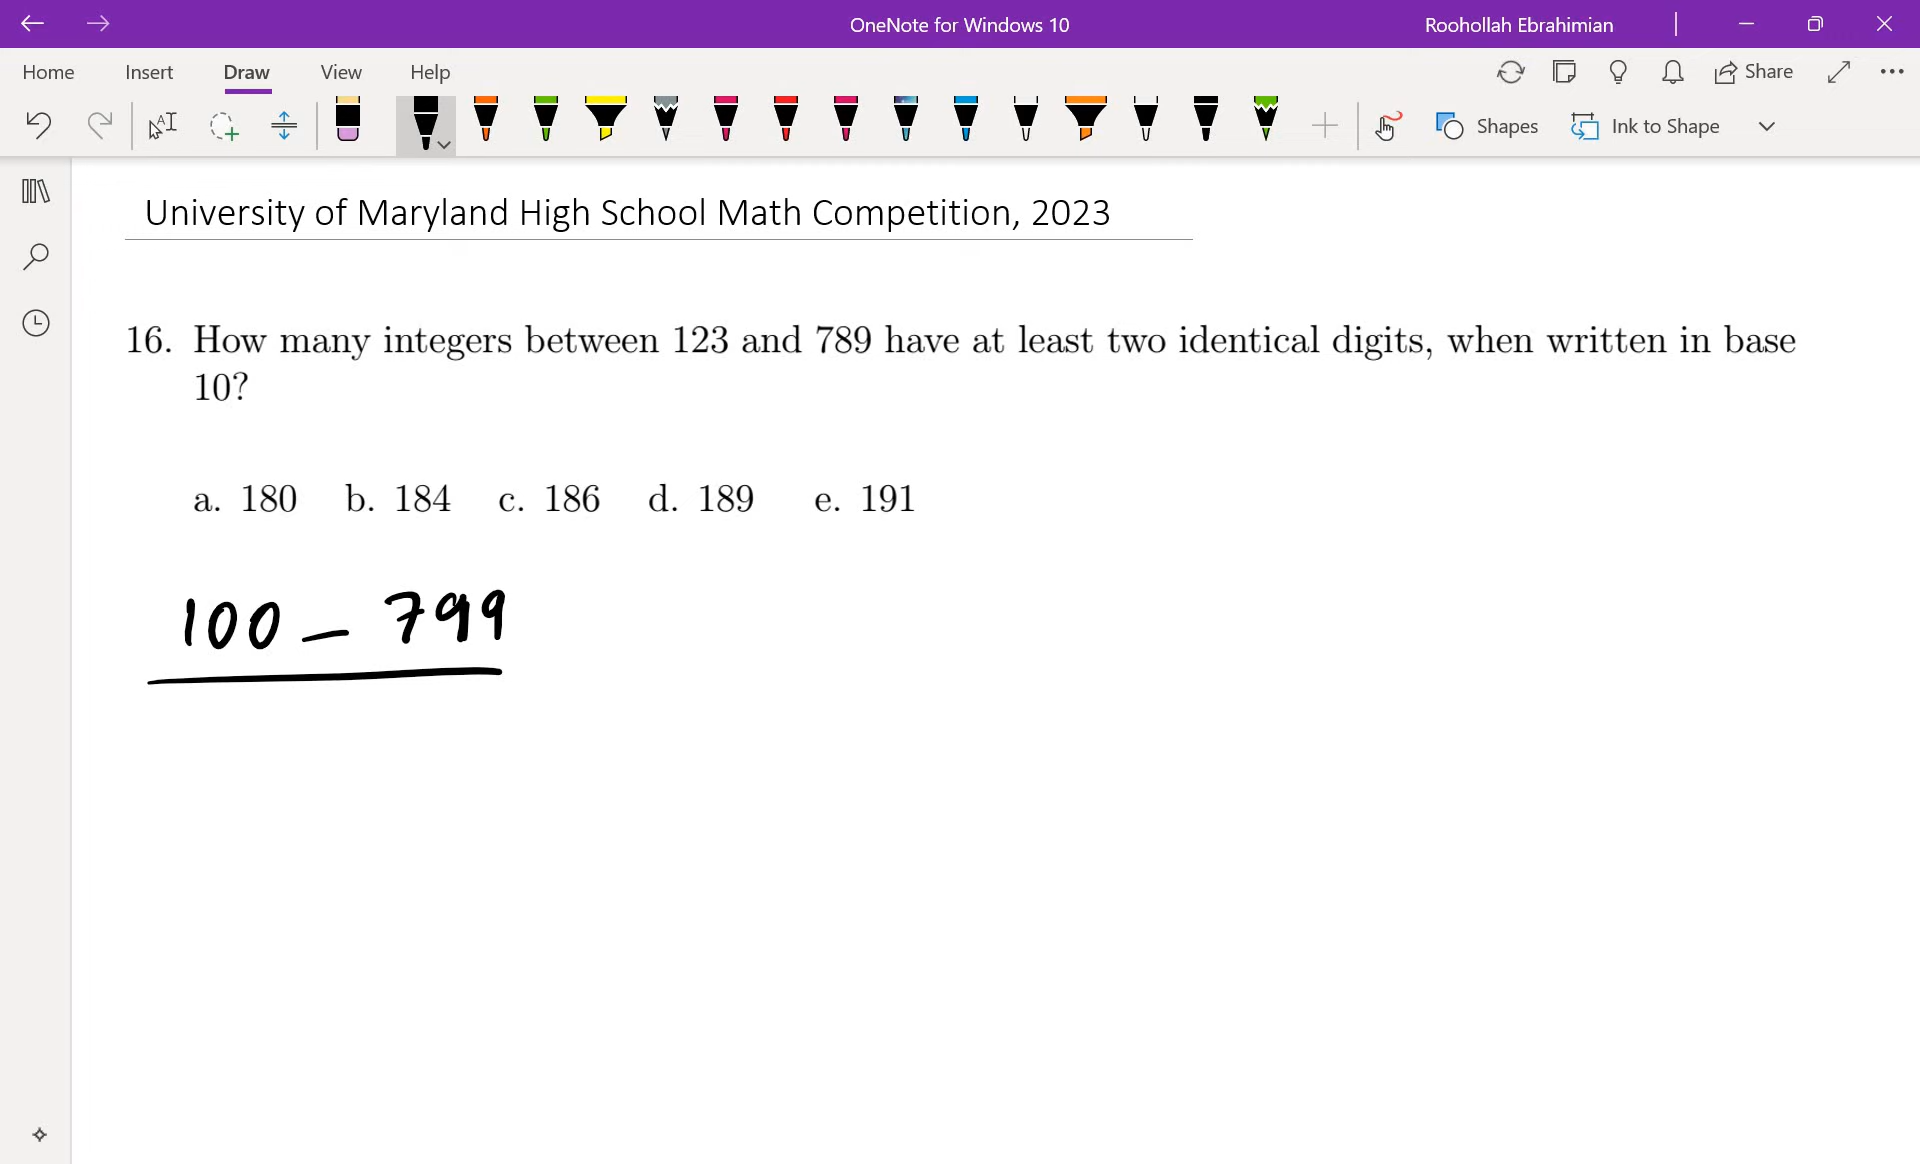 OneNote for Windows 10
Roohollah Ebrahimian
Home Insert Draw View Help
Share
Shapes
Ink to Shape
University of Maryland High School Math Competition, 2023
16. How many integers between 123 and 789 have at least two identical digits, when written in base
10?
a. 180 b. 184 c. 186 d. 189 e. 191
100 – 799